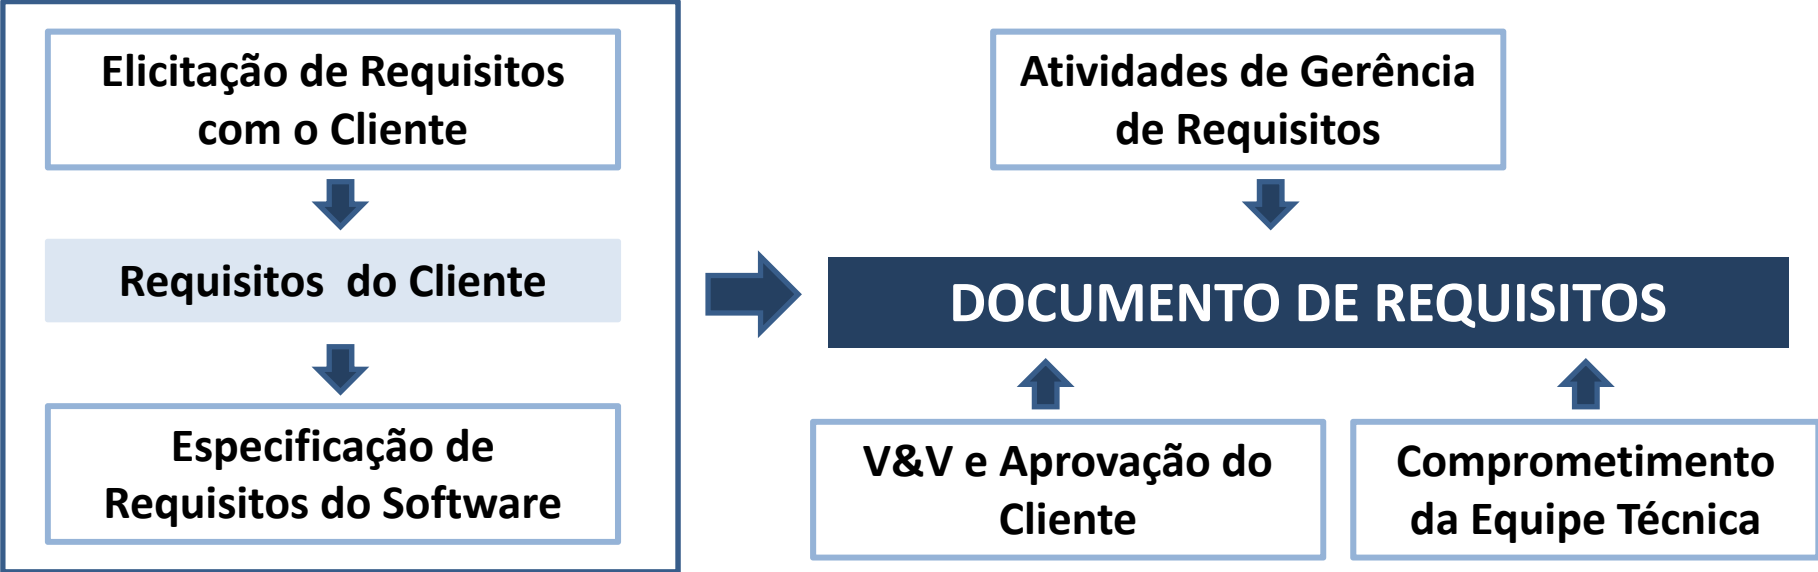 Elicitação de Requisitos
com o Cliente
Requisitos do Cliente
Especificação de
Requisitos do Software
Atividades de Gerência
de Requisitos
DOCUMENTO DE REQUISITOS
V&V e Aprovação do
Cliente
Comprometimento
da Equipe Técnica